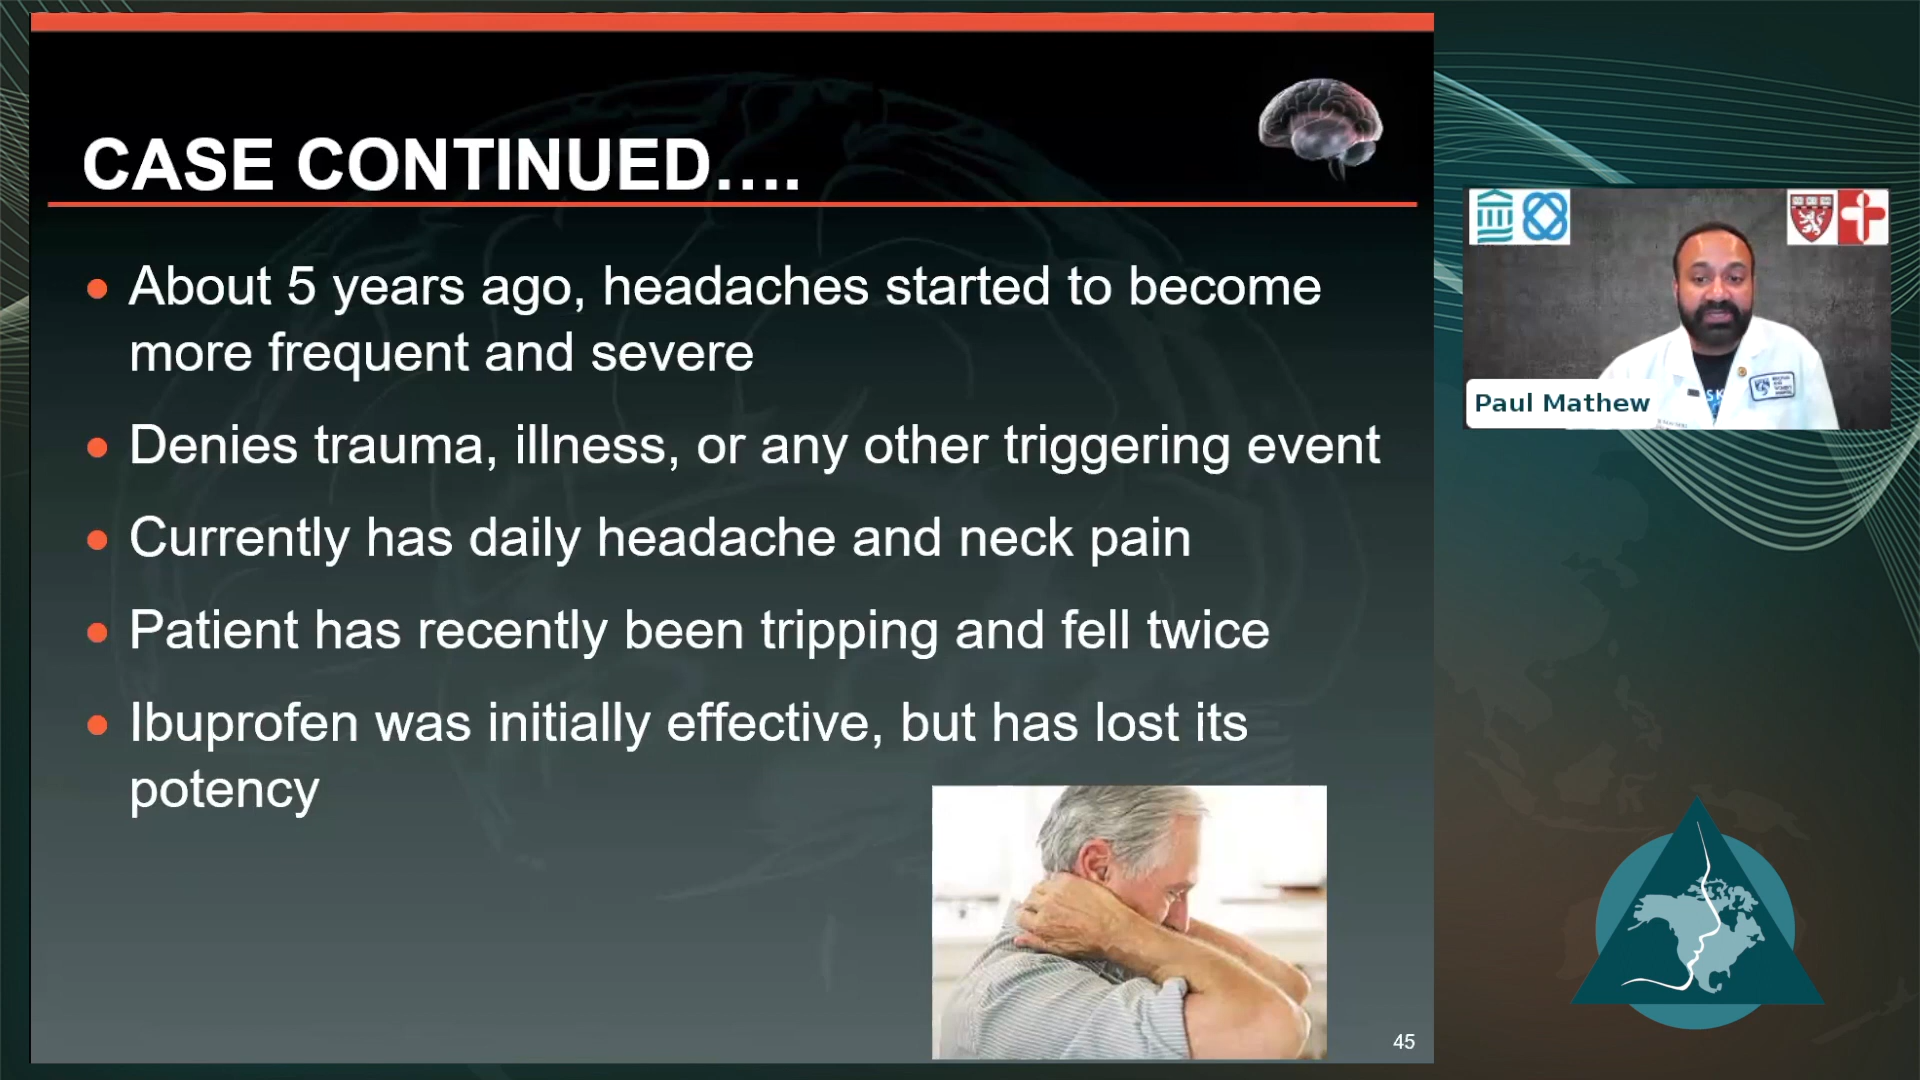 CASE CONTINUED....
• About 5 years ago, headaches started to become
more frequent and severe
• Denies trauma, illness, or any other triggering event
• Currently has daily headache and neck pain
• Patient has recently been tripping and fell twice
• Ibuprofen was initially effective, but has lost its
potency
45
Paul Mathew